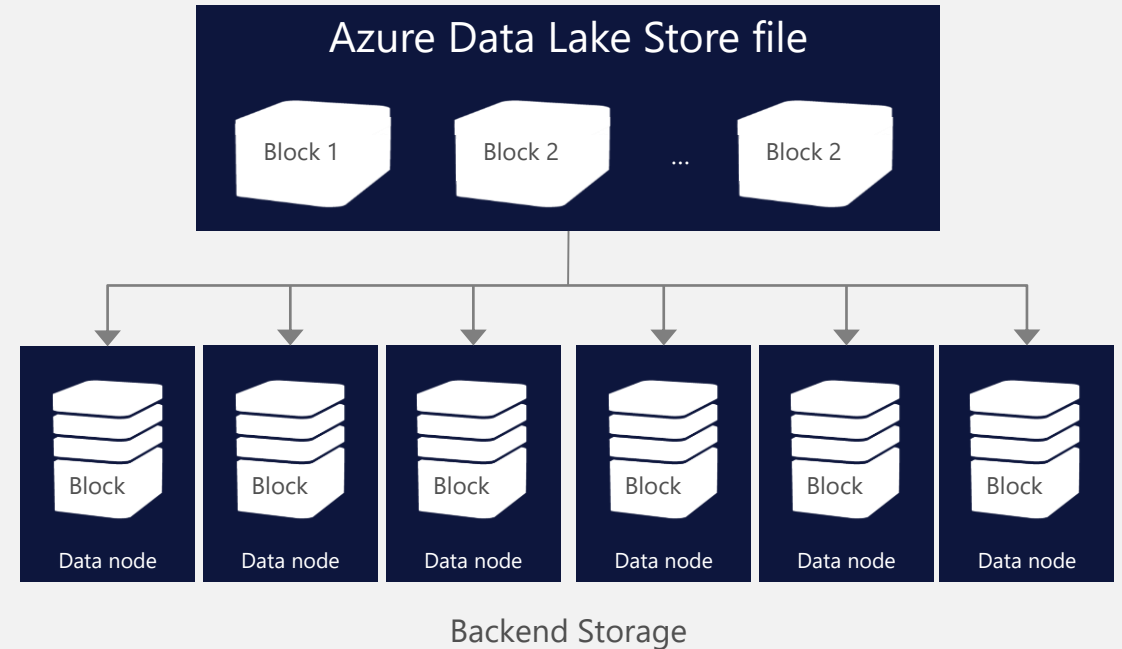 Azure Data Lake Store file
Block 1 Block 2 ... Block 2
Block Block Block Block Block Block
Data node Data node Data node Data node Data node Data node
Backend Storage